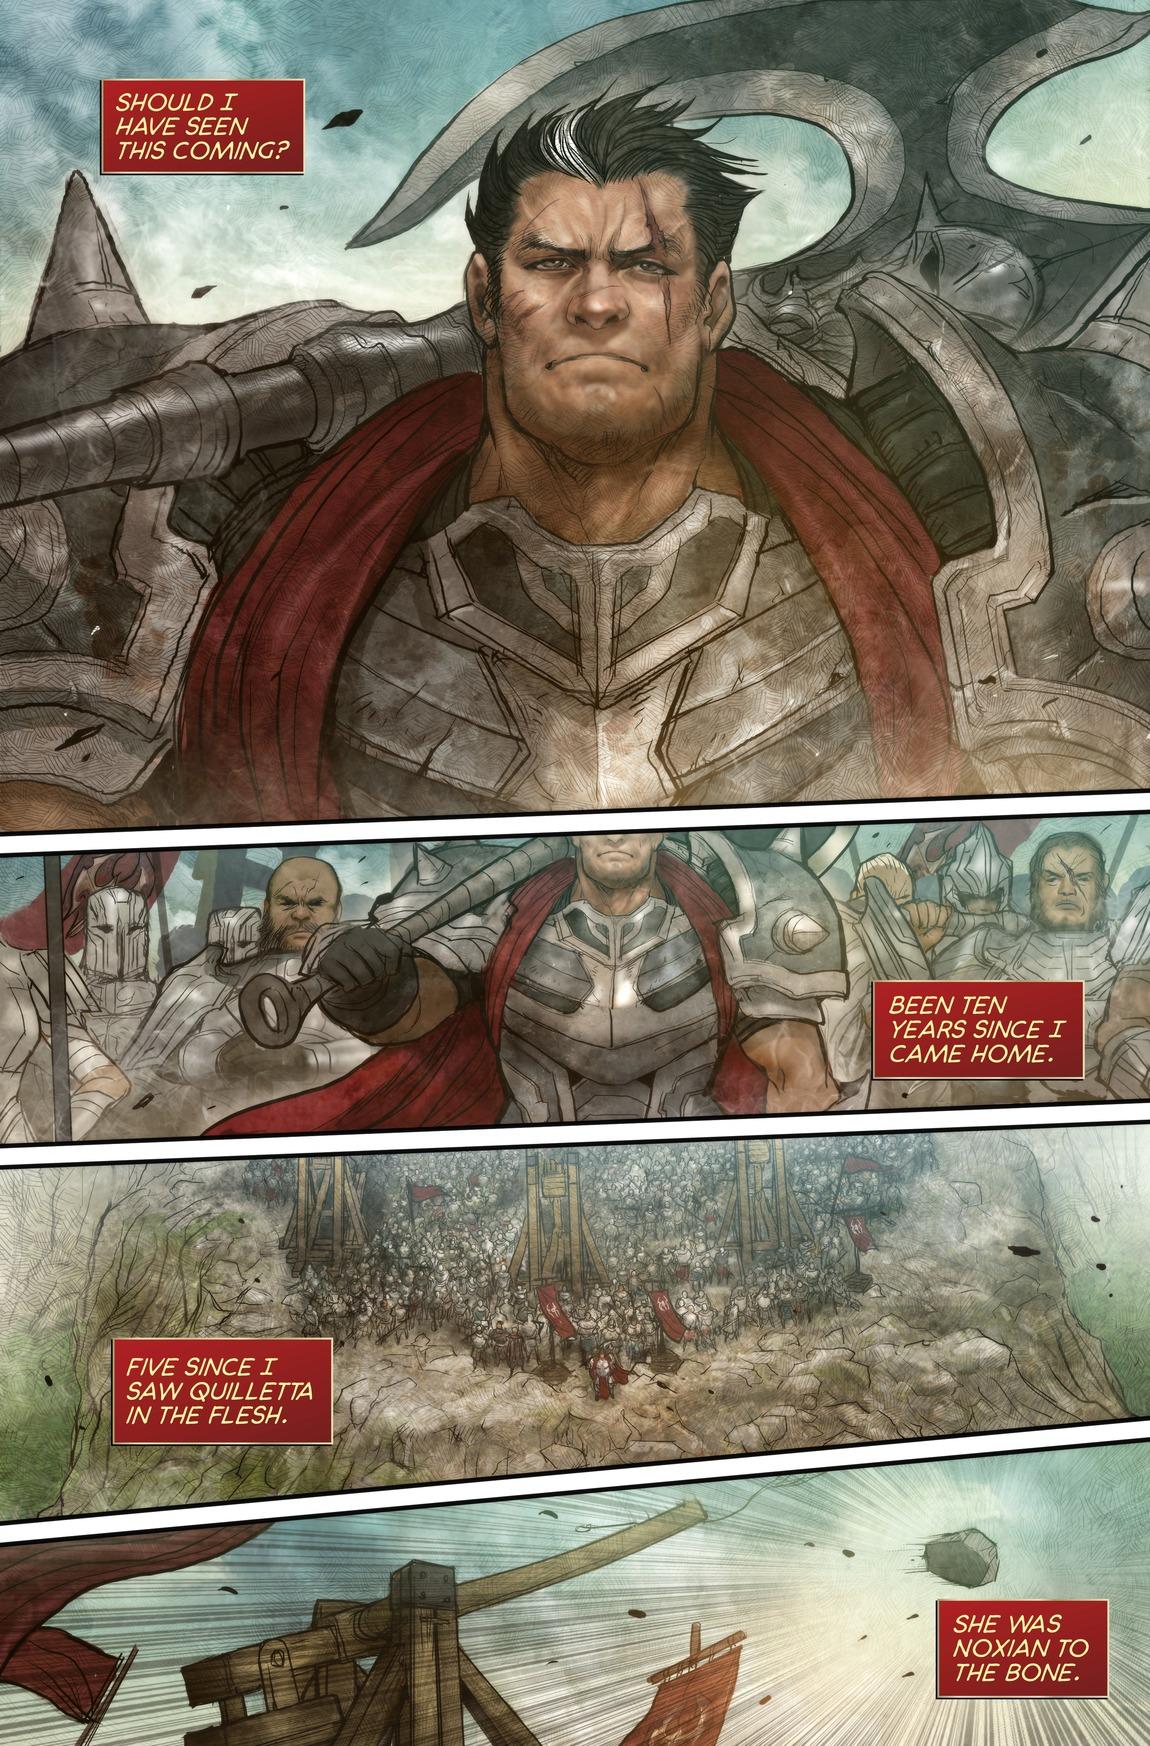 SHOULD I
HAVE SEEN
THIS COMING?
BEEN TEN
YEARS SINCE I
CAME HOME.
FIVE SINCE I
SAW QUILLETTA
IN THE FLESH.
SHE WAS
NOXIAN TO
THE BONE.